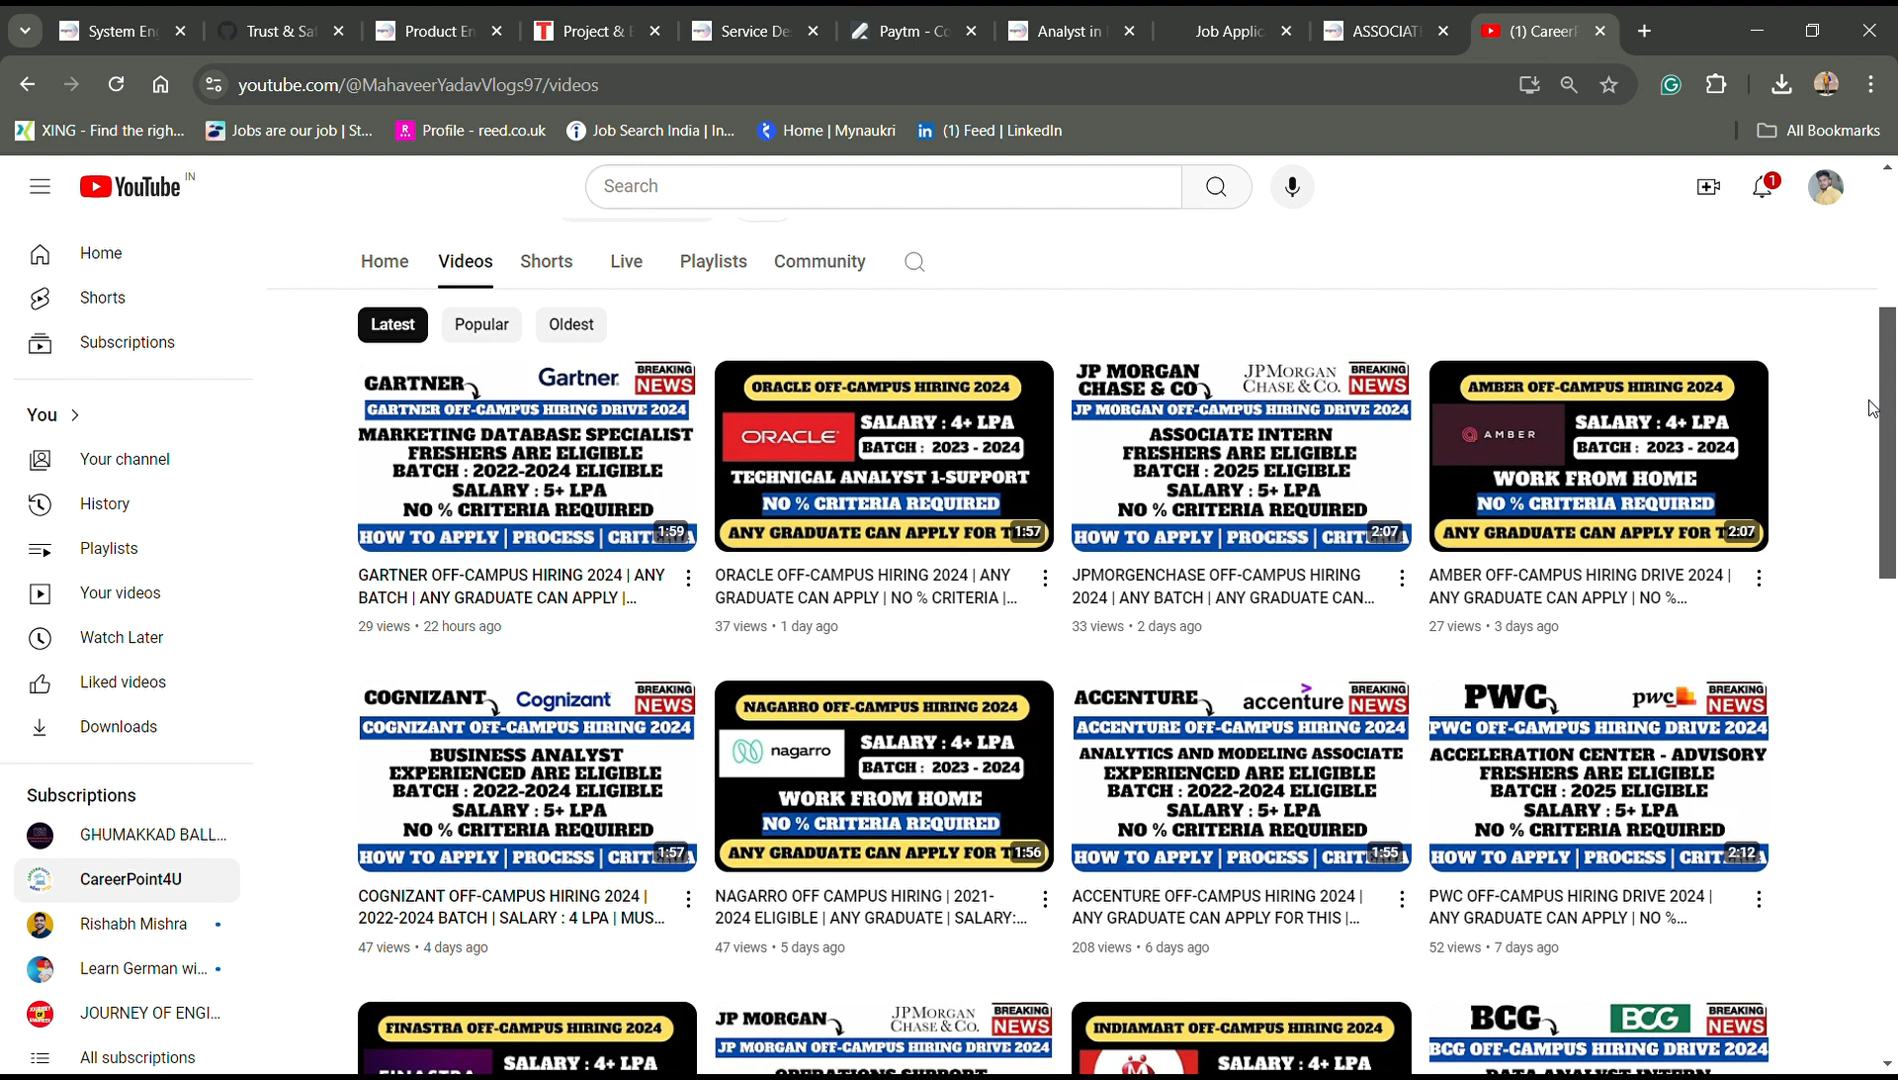 System En
Trust & Sa
Product En
Project & E
Service De
Paytm - Co
Analyst in
Job Applic
ASSOCIAT
(1) CareerP
youtube.com/@MahaveerYadavVlogs97/videos
XING - Find the righ...
Jobs are our job | St...
Profile - reed.co.uk
Job Search India | In...
Home | Mynaukri
(1) Feed | LinkedIn
All Bookmarks
YouTube IN
Search
1
Home
Shorts
Subscriptions
You
Your channel
History
Playlists
Your videos
Watch Later
Liked videos
Downloads
Subscriptions
GHUMAKKAD BALL...
CareerPoint4U
Rishabh Mishra
Learn German wi...
JOURNEY OF ENGI...
All subscriptions
Home
Videos
Shorts
Live
Playlists
Community
Latest
Popular
Oldest
GARTNER
Gartner
BREAKING NEWS
GARTNER OFF-CAMPUS HIRING DRIVE 2024
MARKETING DATABASE SPECIALIST
FRESHERS ARE ELIGIBLE
BATCH : 2022-2024 ELIGIBLE
SALARY : 5+ LPA
NO % CRITERIA REQUIRED
HOW TO APPLY | PROCESS |
1:59
GARTNER OFF-CAMPUS HIRING 2024 | ANY
BATCH | ANY GRADUATE CAN APPLY |...
29 views • 22 hours ago
ORACLE OFF-CAMPUS HIRING 2024
ORACLE
SALARY : 4+ LPA
BATCH : 2023 - 2024
TECHNICAL ANALYST 1-SUPPORT
NO % CRITERIA REQUIRED
ANY GRADUATE CAN APPLY FOR T
1:57
ORACLE OFF-CAMPUS HIRING 2024 | ANY
GRADUATE CAN APPLY | NO % CRITERIA |...
37 views • 1 day ago
JP MORGAN
CHASE & CO
JPMORGAN
CHASE & CO.
BREAKING NEWS
JP MORGAN OFF-CAMPUS HIRING DRIVE 2024
ASSOCIATE INTERN
FRESHERS ARE ELIGIBLE
BATCH : 2025 ELIGIBLE
SALARY : 5+ LPA
NO % CRITERIA REQUIRED
HOW TO APPLY | PROCESS |
2:07
JPMORGENCHASE OFF-CAMPUS HIRING
2024 | ANY BATCH | ANY GRADUATE CAN...
33 views • 2 days ago
AMBER OFF-CAMPUS HIRING 2024
AMBER
SALARY : 4+ LPA
BATCH : 2023 - 2024
WORK FROM HOME
NO % CRITERIA REQUIRED
ANY GRADUATE CAN APPLY FOR T
2:07
AMBER OFF-CAMPUS HIRING DRIVE 2024 |
ANY GRADUATE CAN APPLY | NO %...
27 views • 3 days ago
COGNIZANT
Cognizant
BREAKING NEWS
COGNIZANT OFF-CAMPUS HIRING 2024
BUSINESS ANALYST
EXPERIENCED ARE ELIGIBLE
BATCH : 2022-2024 ELIGIBLE
SALARY : 5+ LPA
NO % CRITERIA REQUIRED
HOW TO APPLY | PROCESS |
1:57
COGNIZANT OFF-CAMPUS HIRING 2024 |
2022-2024 BATCH | SALARY : 4 LPA | MUS...
47 views • 4 days ago
NAGARRO OFF-CAMPUS HIRING 2024
nagarro
SALARY : 4+ LPA
BATCH : 2023 - 2024
WORK FROM HOME
NO % CRITERIA REQUIRED
ANY GRADUATE CAN APPLY FOR T
1:56
NAGARRO OFF CAMPUS HIRING | 2021-
2024 ELIGIBLE | ANY GRADUATE | SALARY:...
47 views • 5 days ago
ACCENTURE
accenture
BREAKING NEWS
ACCENTURE OFF-CAMPUS HIRING 2024
ANALYTICS AND MODELING ASSOCIATE
EXPERIENCED ARE ELIGIBLE
BATCH : 2022-2024 ELIGIBLE
SALARY : 5+ LPA
NO % CRITERIA REQUIRED
HOW TO APPLY | PROCESS |
1:55
ACCENTURE OFF-CAMPUS HIRING 2024 |
ANY GRADUATE CAN APPLY FOR THIS |...
208 views • 6 days ago
PWC
pwc
BREAKING NEWS
PWC OFF-CAMPUS HIRING DRIVE 2024
ACCELERATION CENTER - ADVISORY
FRESHERS ARE ELIGIBLE
BATCH : 2025 ELIGIBLE
SALARY : 5+ LPA
NO % CRITERIA REQUIRED
HOW TO APPLY | PROCESS |
2:12
PWC OFF-CAMPUS HIRING DRIVE 2024 |
ANY GRADUATE CAN APPLY | NO %...
52 views • 7 days ago
FINASTRA OFF-CAMPUS HIRING 2024
FINASTRA
SALARY : 4+ LPA
JP MORGAN
JPMORGAN
CHASE & CO.
BREAKING NEWS
JP MORGAN OFF-CAMPUS HIRING DRIVE 2024
OPERATIONS SUPPORT
INDIAMART OFF-CAMPUS HIRING 2024
SALARY : 4+ LPA
BCG
BCG
BREAKING NEWS
BCG OFF-CAMPUS HIRING DRIVE 2024
DATA ANALYST INTERN